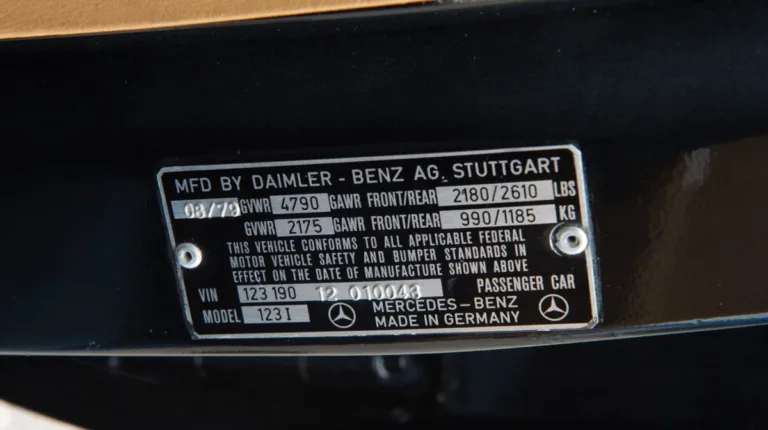 MFD BY DAIMLER - BENZ AG. STUTTGART
08/79 GVWR 4790 GAWR FRONT/REAR 2180/2610 LBS
GVWR 2175 GAWR FRONT/REAR 990/1185 KG
THIS VEHICLE CONFORMS TO ALL APPLICABLE FEDERAL
MOTOR VEHICLE SAFETY AND BUMPER STANDARDS IN
EFFECT ON THE DATE OF MANUFACTURE SHOWN ABOVE
VIN 123 190 12 010043 PASSENGER CAR
MODEL 123 I MERCEDES-BENZ
MADE IN GERMANY